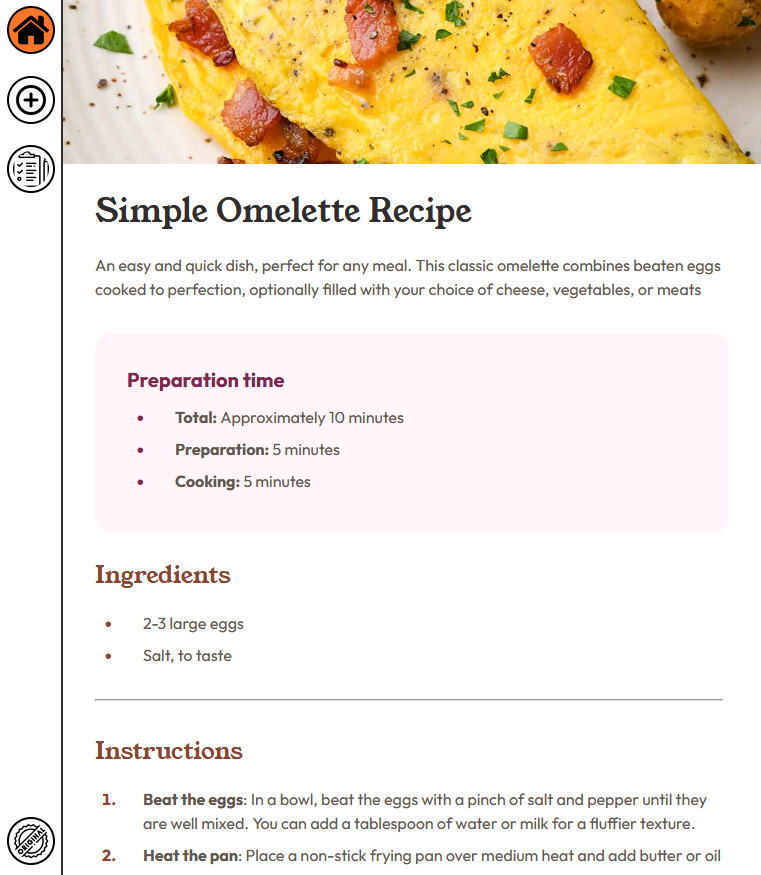 Simple Omelette Recipe
An easy and quick dish, perfect for any meal. This classic omelette combines beaten eggs
cooked to perfection, optionally filled with your choice of cheese, vegetables, or meats
Preparation time
• Total: Approximately 10 minutes
• Preparation: 5 minutes
• Cooking: 5 minutes
Ingredients
• 2-3 large eggs
• Salt, to taste
Instructions
1. Beat the eggs: In a bowl, beat the eggs with a pinch of salt and pepper until they
are well mixed. You can add a tablespoon of water or milk for a fluffier texture.
ORIGINAL
2. Heat the pan: Place a non-stick frying pan over medium heat and add butter or oil